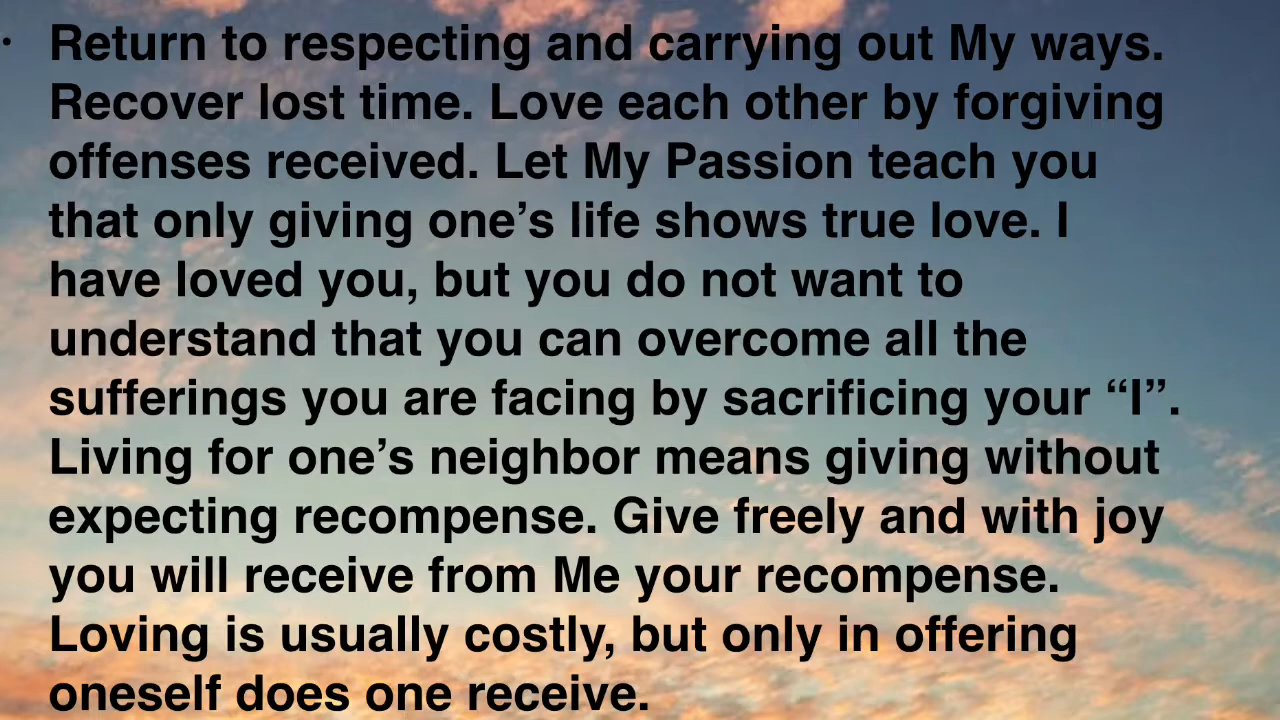 • Return to respecting and carrying out My ways.
Recover lost time. Love each other by forgiving
offenses received. Let My Passion teach you
that only giving one’s life shows true love. I
have loved you, but you do not want to
understand that you can overcome all the
sufferings you are facing by sacrificing your “I”.
Living for one’s neighbor means giving without
expecting recompense. Give freely and with joy
you will receive from Me your recompense.
Loving is usually costly, but only in offering
oneself does one receive.